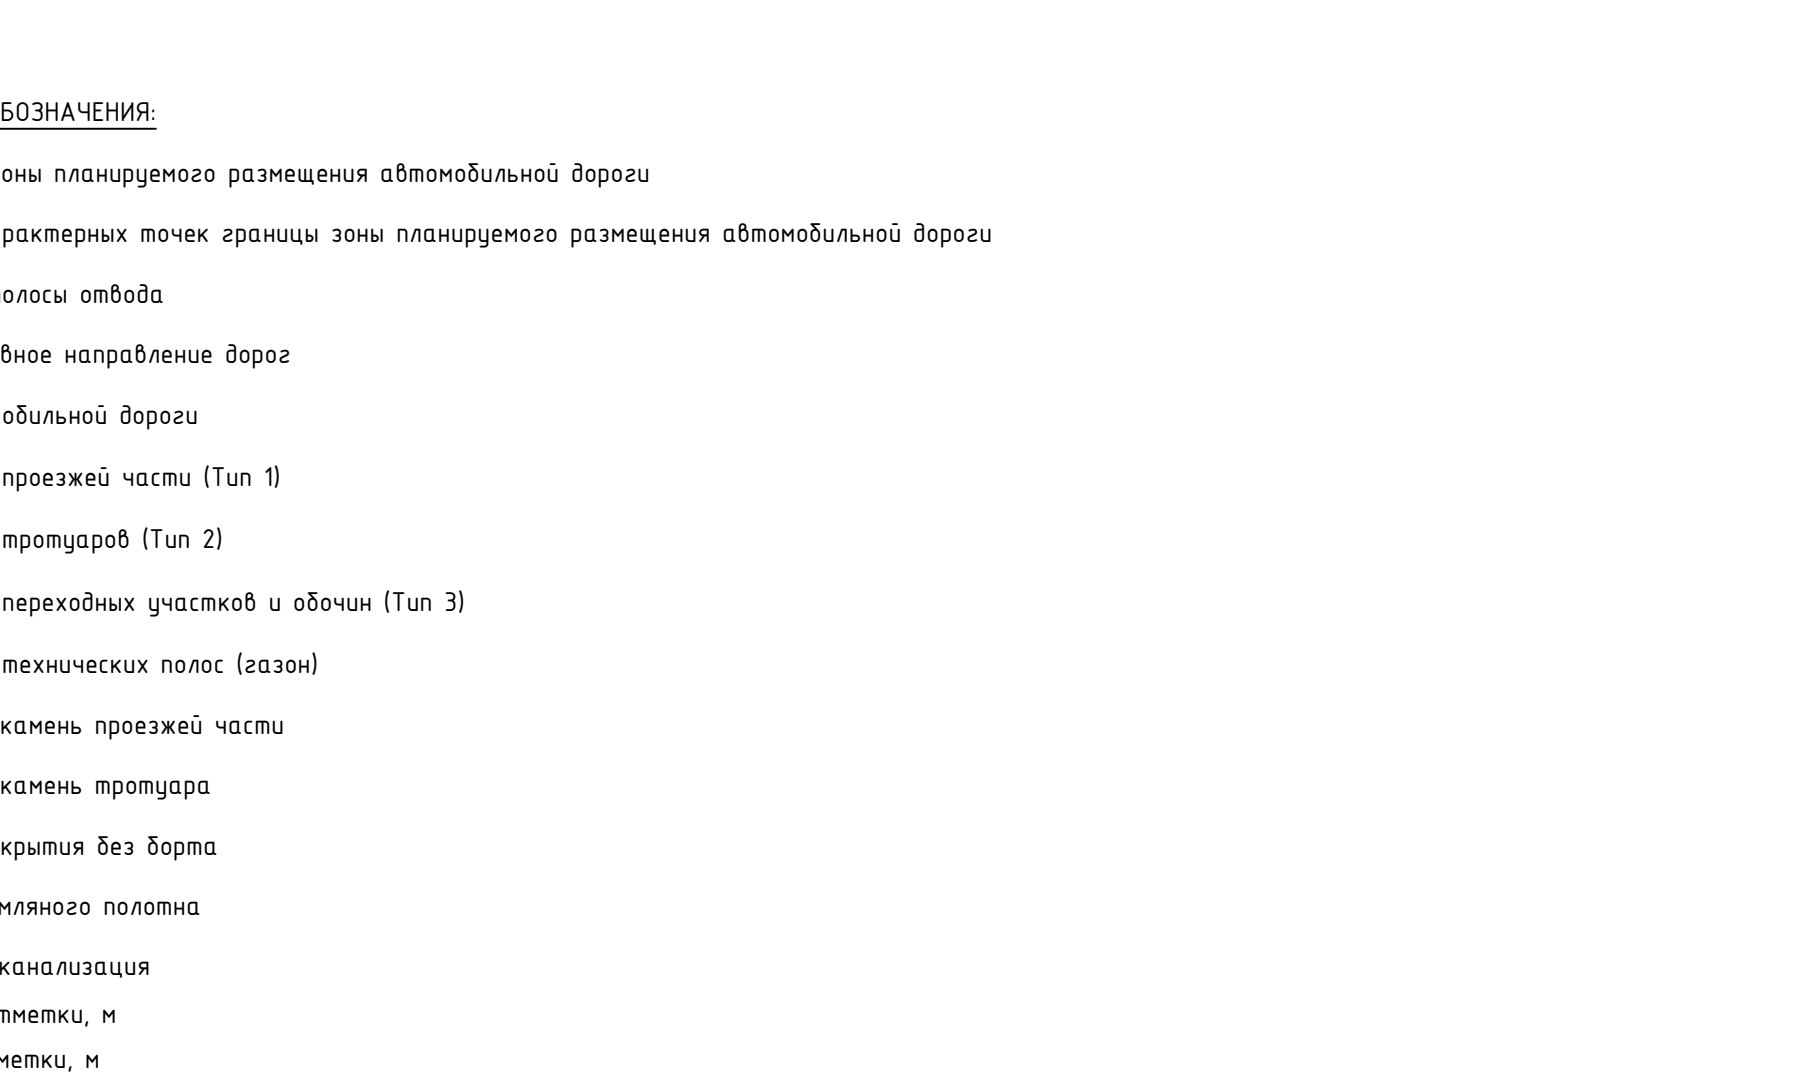 БОЗНАЧЕНИЯ:
оны планируемого размещения автомобильной дороги
рактерных точек границы зоны планируемого размещения автомобильной дороги
олосы отвода
вное направление дорог
обильной дороги
проезжей части (Тип 1)
тротуаров (Тип 2)
переходных участков и обочин (Тип 3)
технических полос (газон)
камень проезжей части
камень тротуара
крытия без борта
мляного полотна
канализация
тметки, м
метки, м